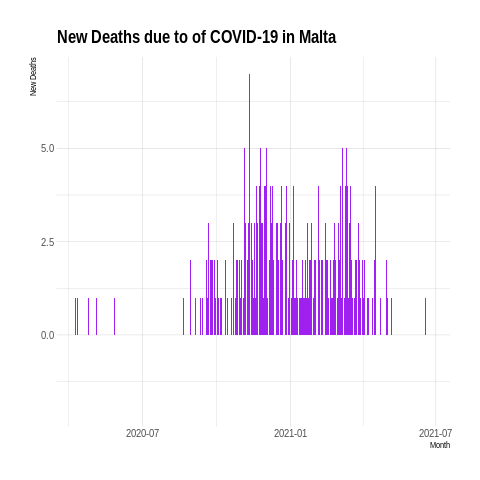 New Deaths due to of COVID-19 in Malta
New Deaths
5.0
2.5
0.0
2020-07
2021-01
2021-07
Month